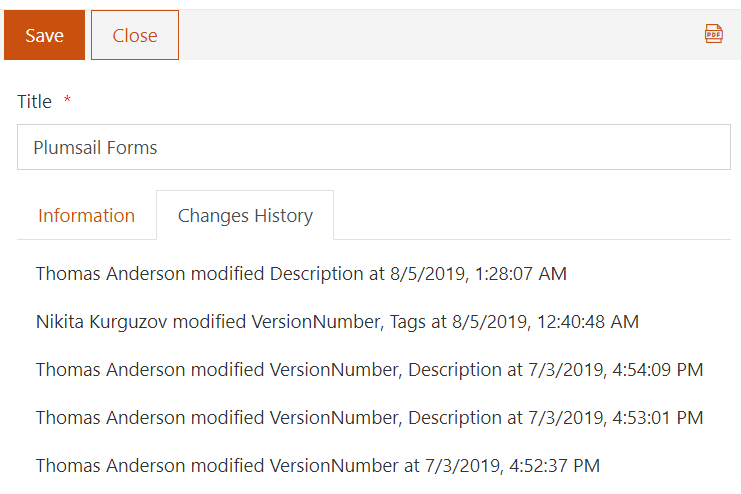 Save Close PDF
Title *
Plumsail Forms
Information Changes History
Thomas Anderson modified Description at 8/5/2019, 1:28:07 AM
Nikita Kurguzov modified VersionNumber, Tags at 8/5/2019, 12:40:48 AM
Thomas Anderson modified VersionNumber, Description at 7/3/2019, 4:54:09 PM
Thomas Anderson modified VersionNumber, Description at 7/3/2019, 4:53:01 PM
Thomas Anderson modified VersionNumber at 7/3/2019, 4:52:37 PM